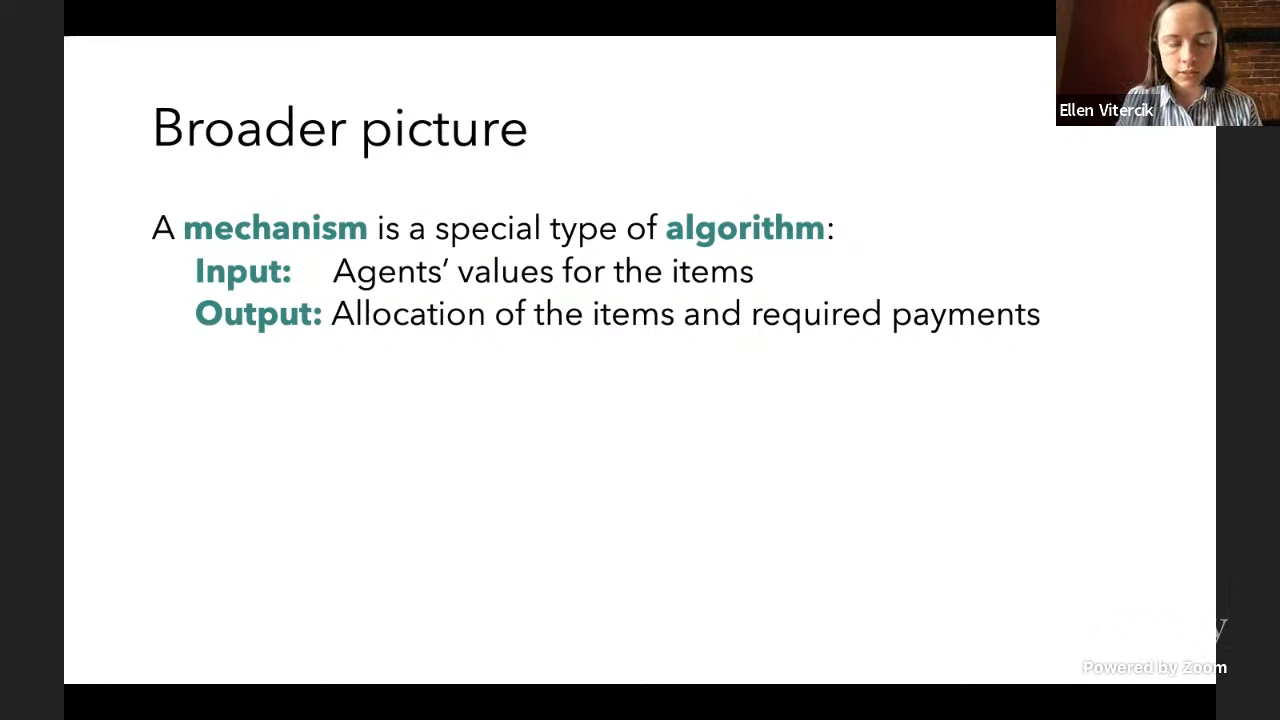 Ellen Vitercik
Broader picture
A mechanism is a special type of algorithm:
Input: Agents’ values for the items
Output: Allocation of the items and required payments
Powered by Zoom